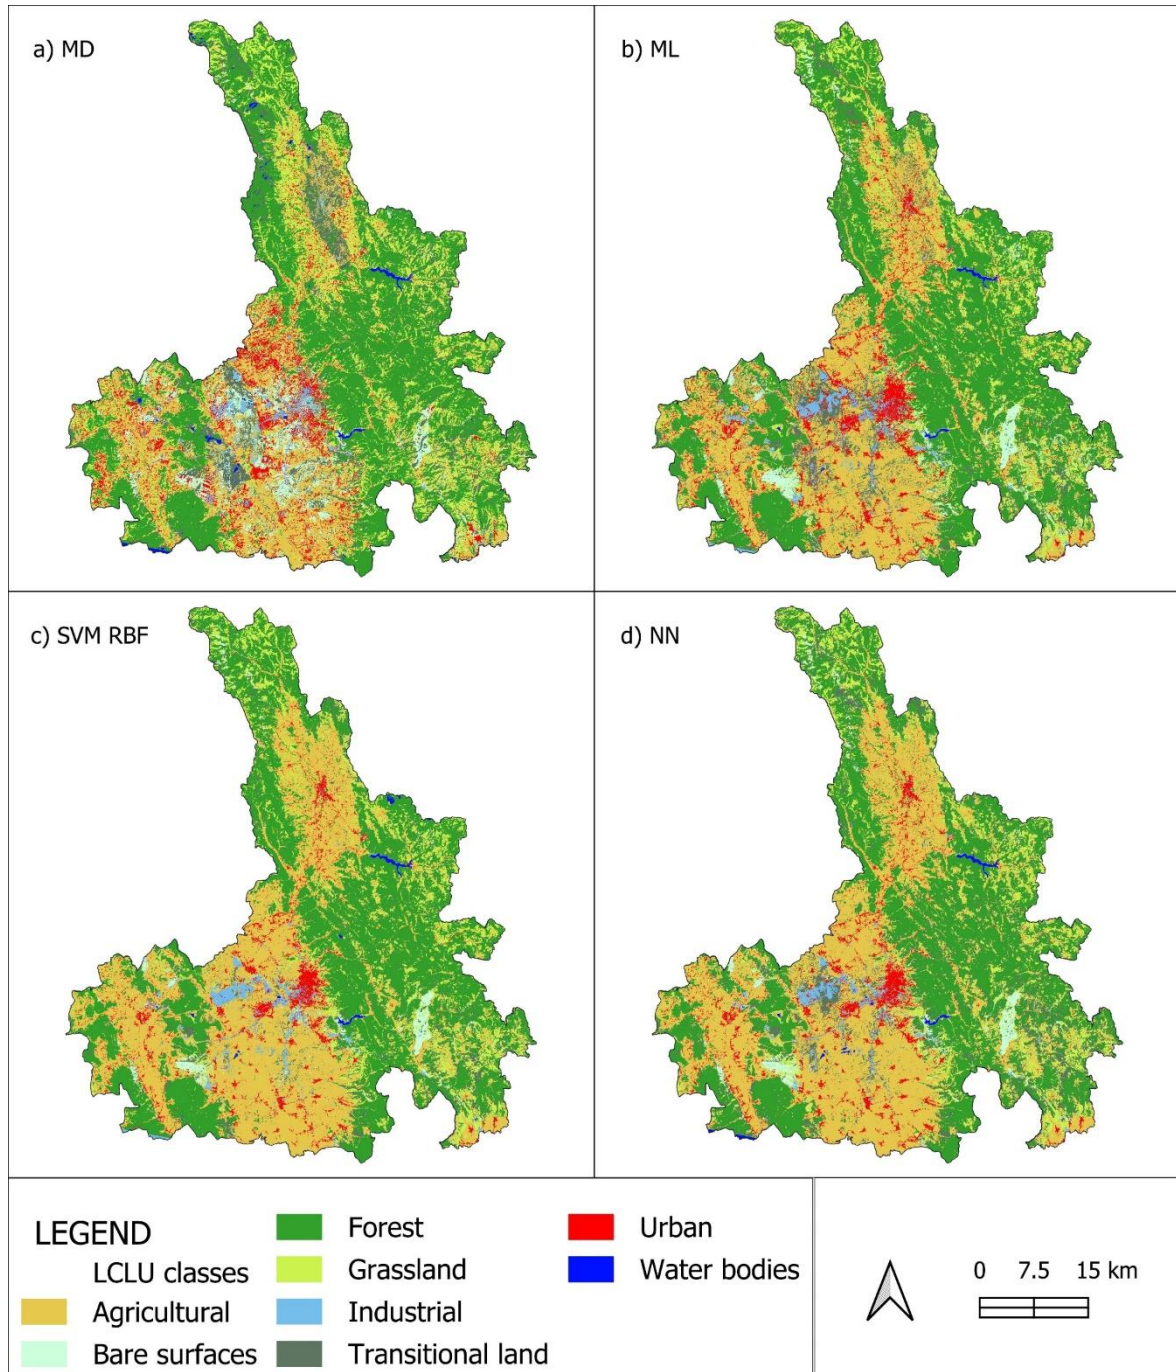 a) MD
b) ML
c) SVM RBF
d) NN
LEGEND
LCLU classes
Agricultural
Bare surfaces
Forest
Grassland
Industrial
Transitional land
Urban
Water bodies
0 7.5 15 km